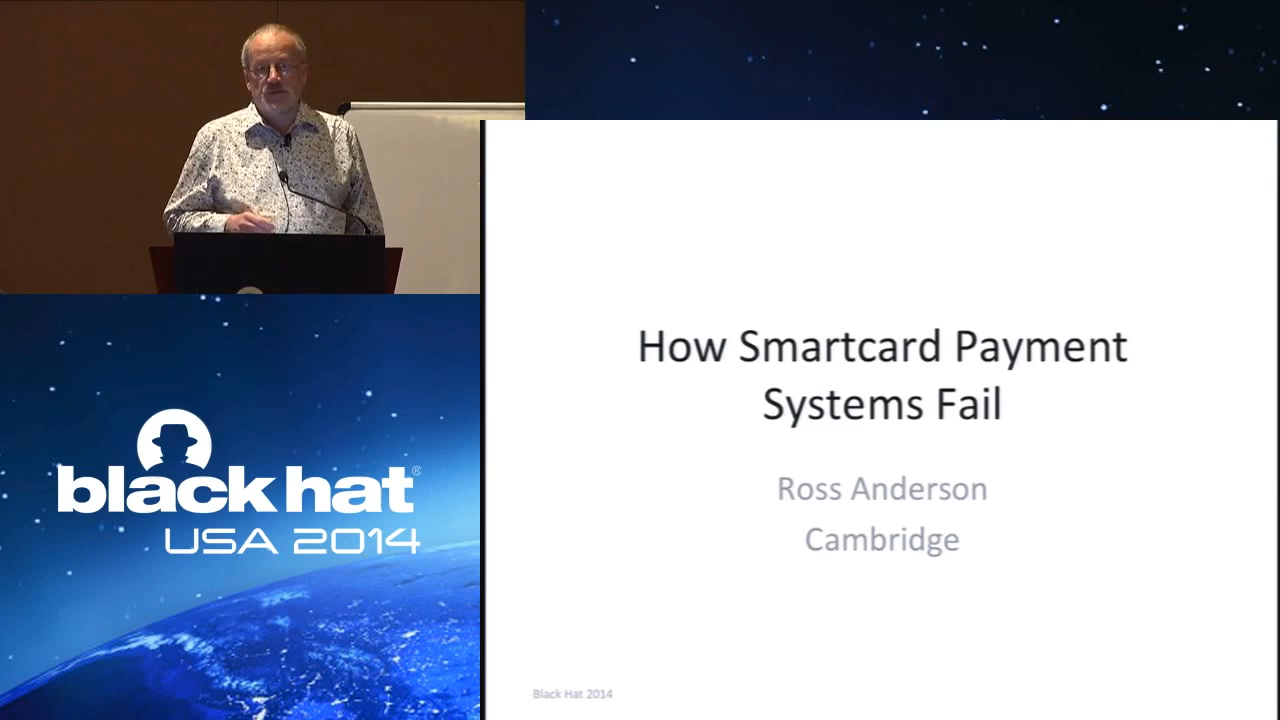 black hat®
USA 2014
How Smartcard Payment
Systems Fail
Ross Anderson
Cambridge
Black Hat 2014